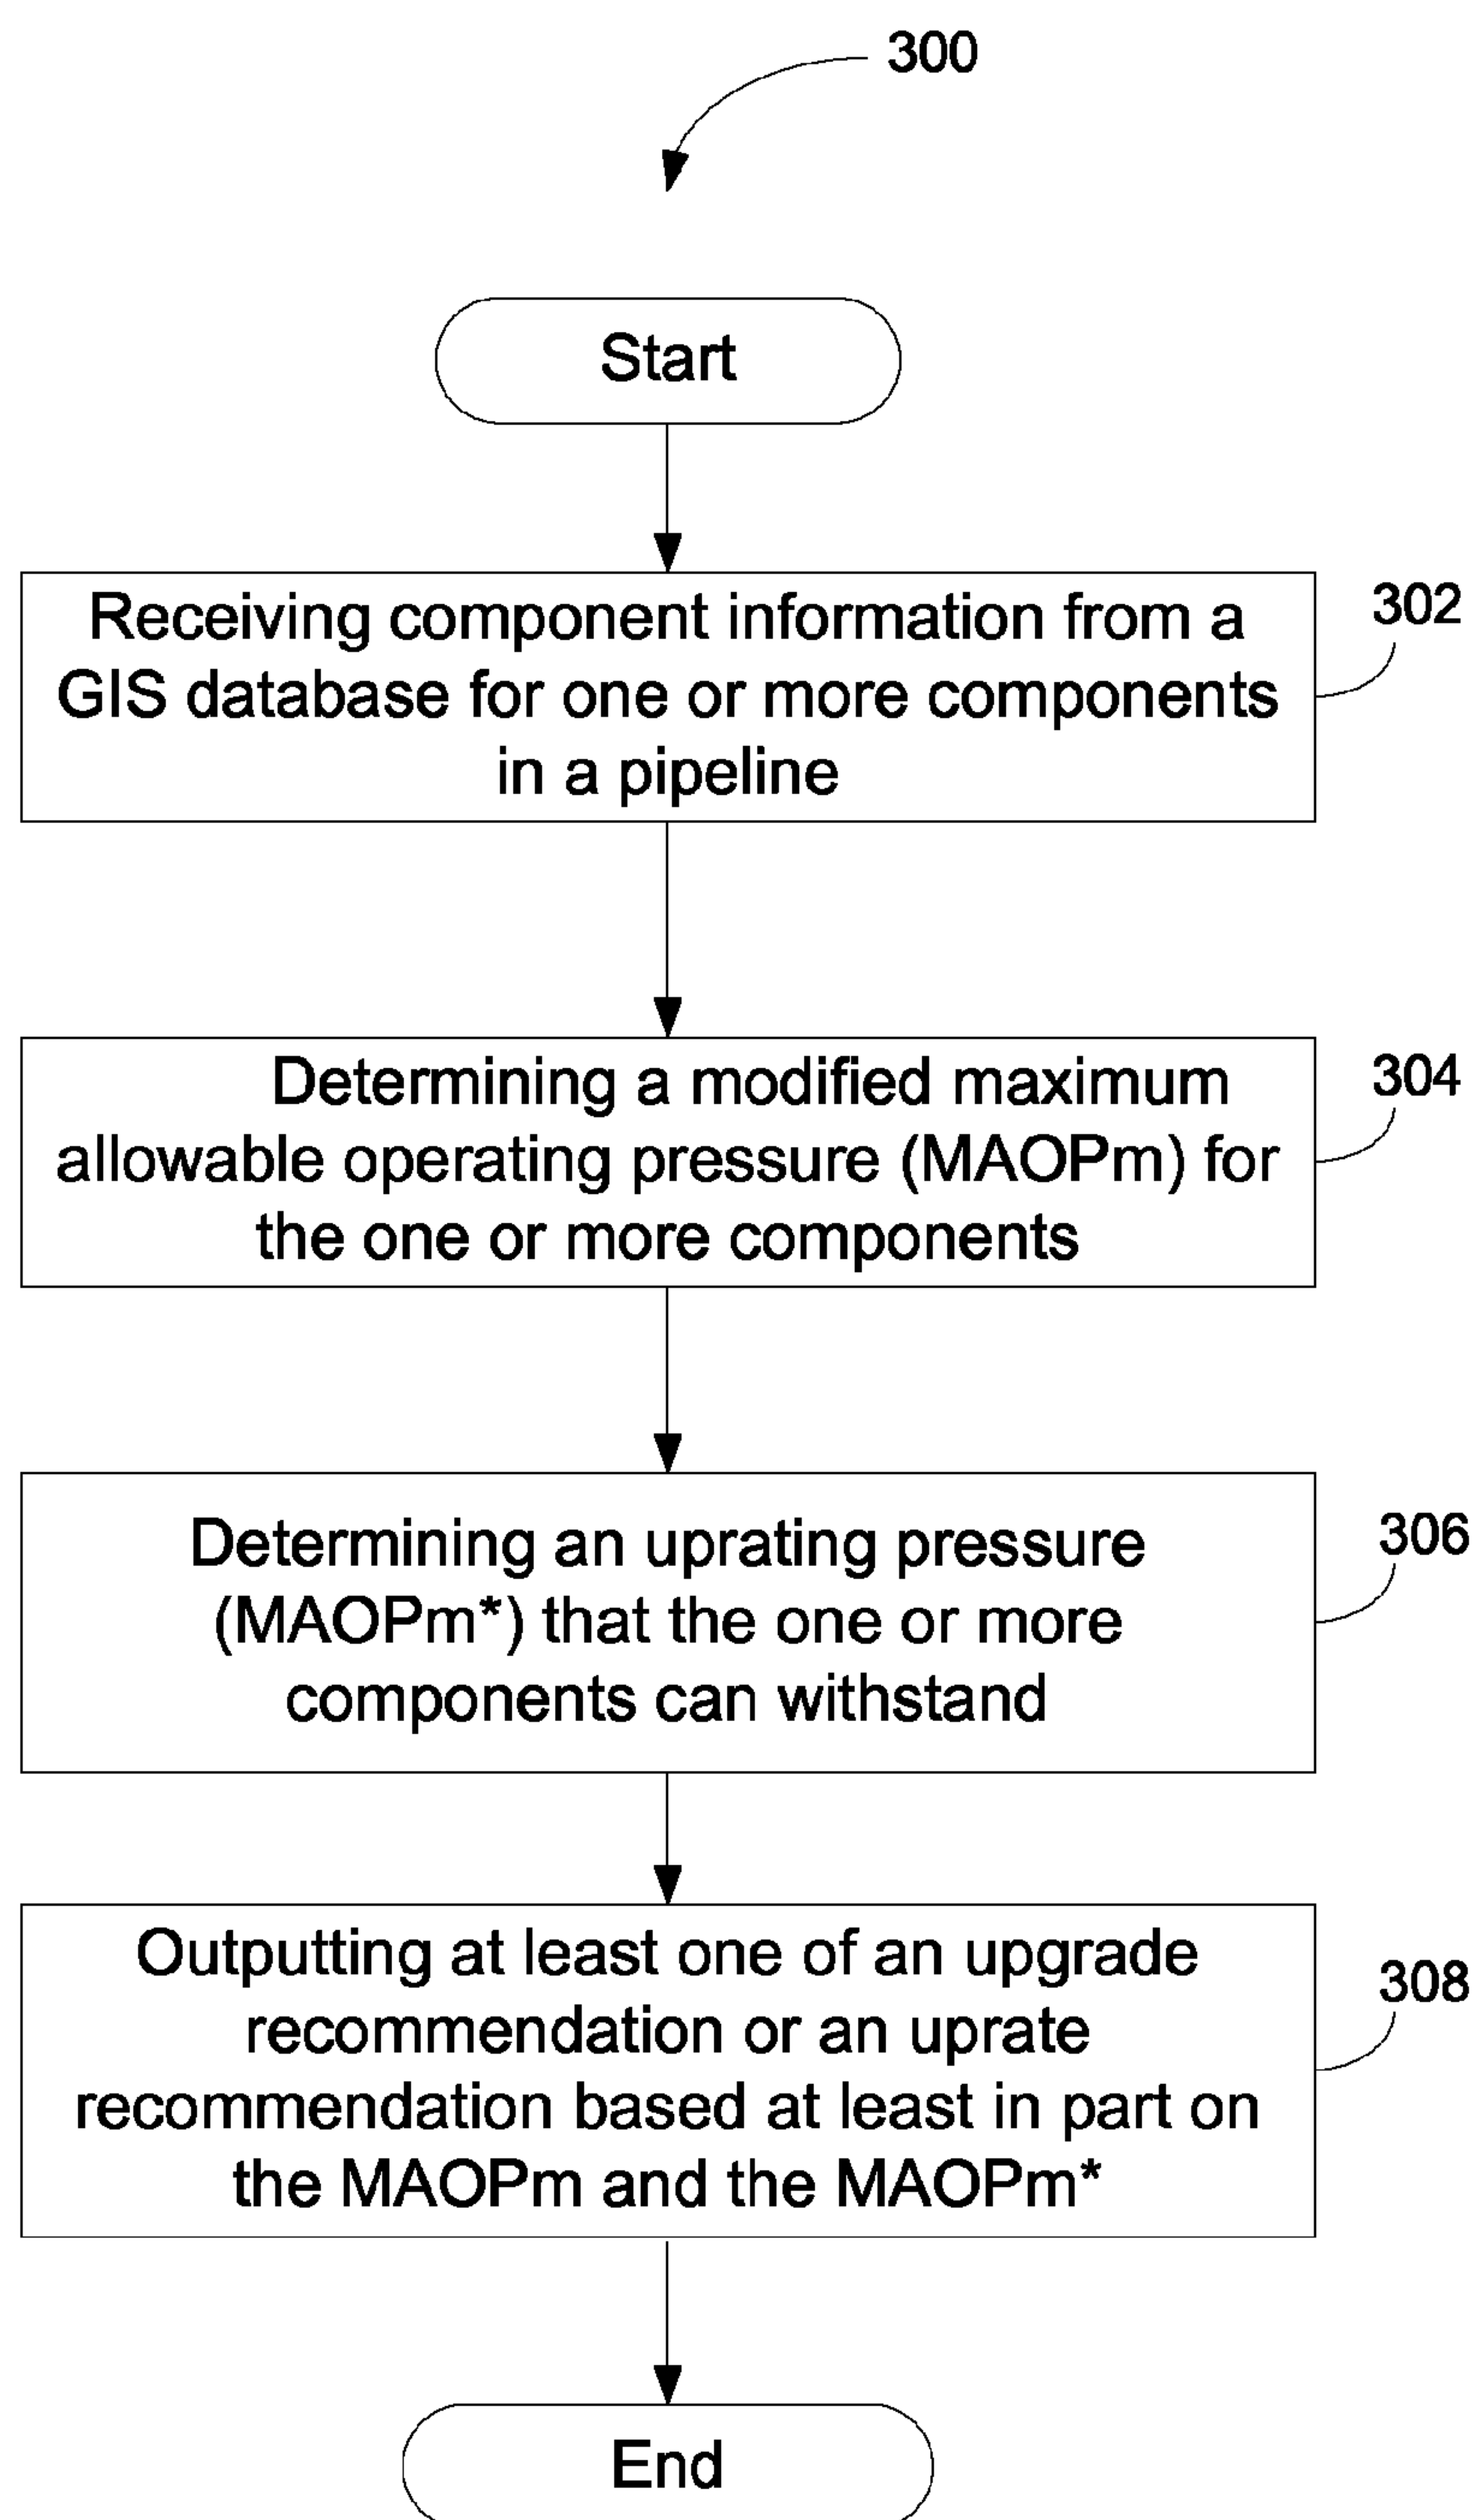 300
Start
Receiving component information from a
GIS database for one or more components
in a pipeline
302
Determining a modified maximum
allowable operating pressure (MAOPm) for
the one or more components
304
Determining an uprating pressure
(MAOPm*) that the one or more
components can withstand
306
Outputting at least one of an upgrade
recommendation or an uprate
recommendation based at least in part on
the MAOPm and the MAOPm*
308
End